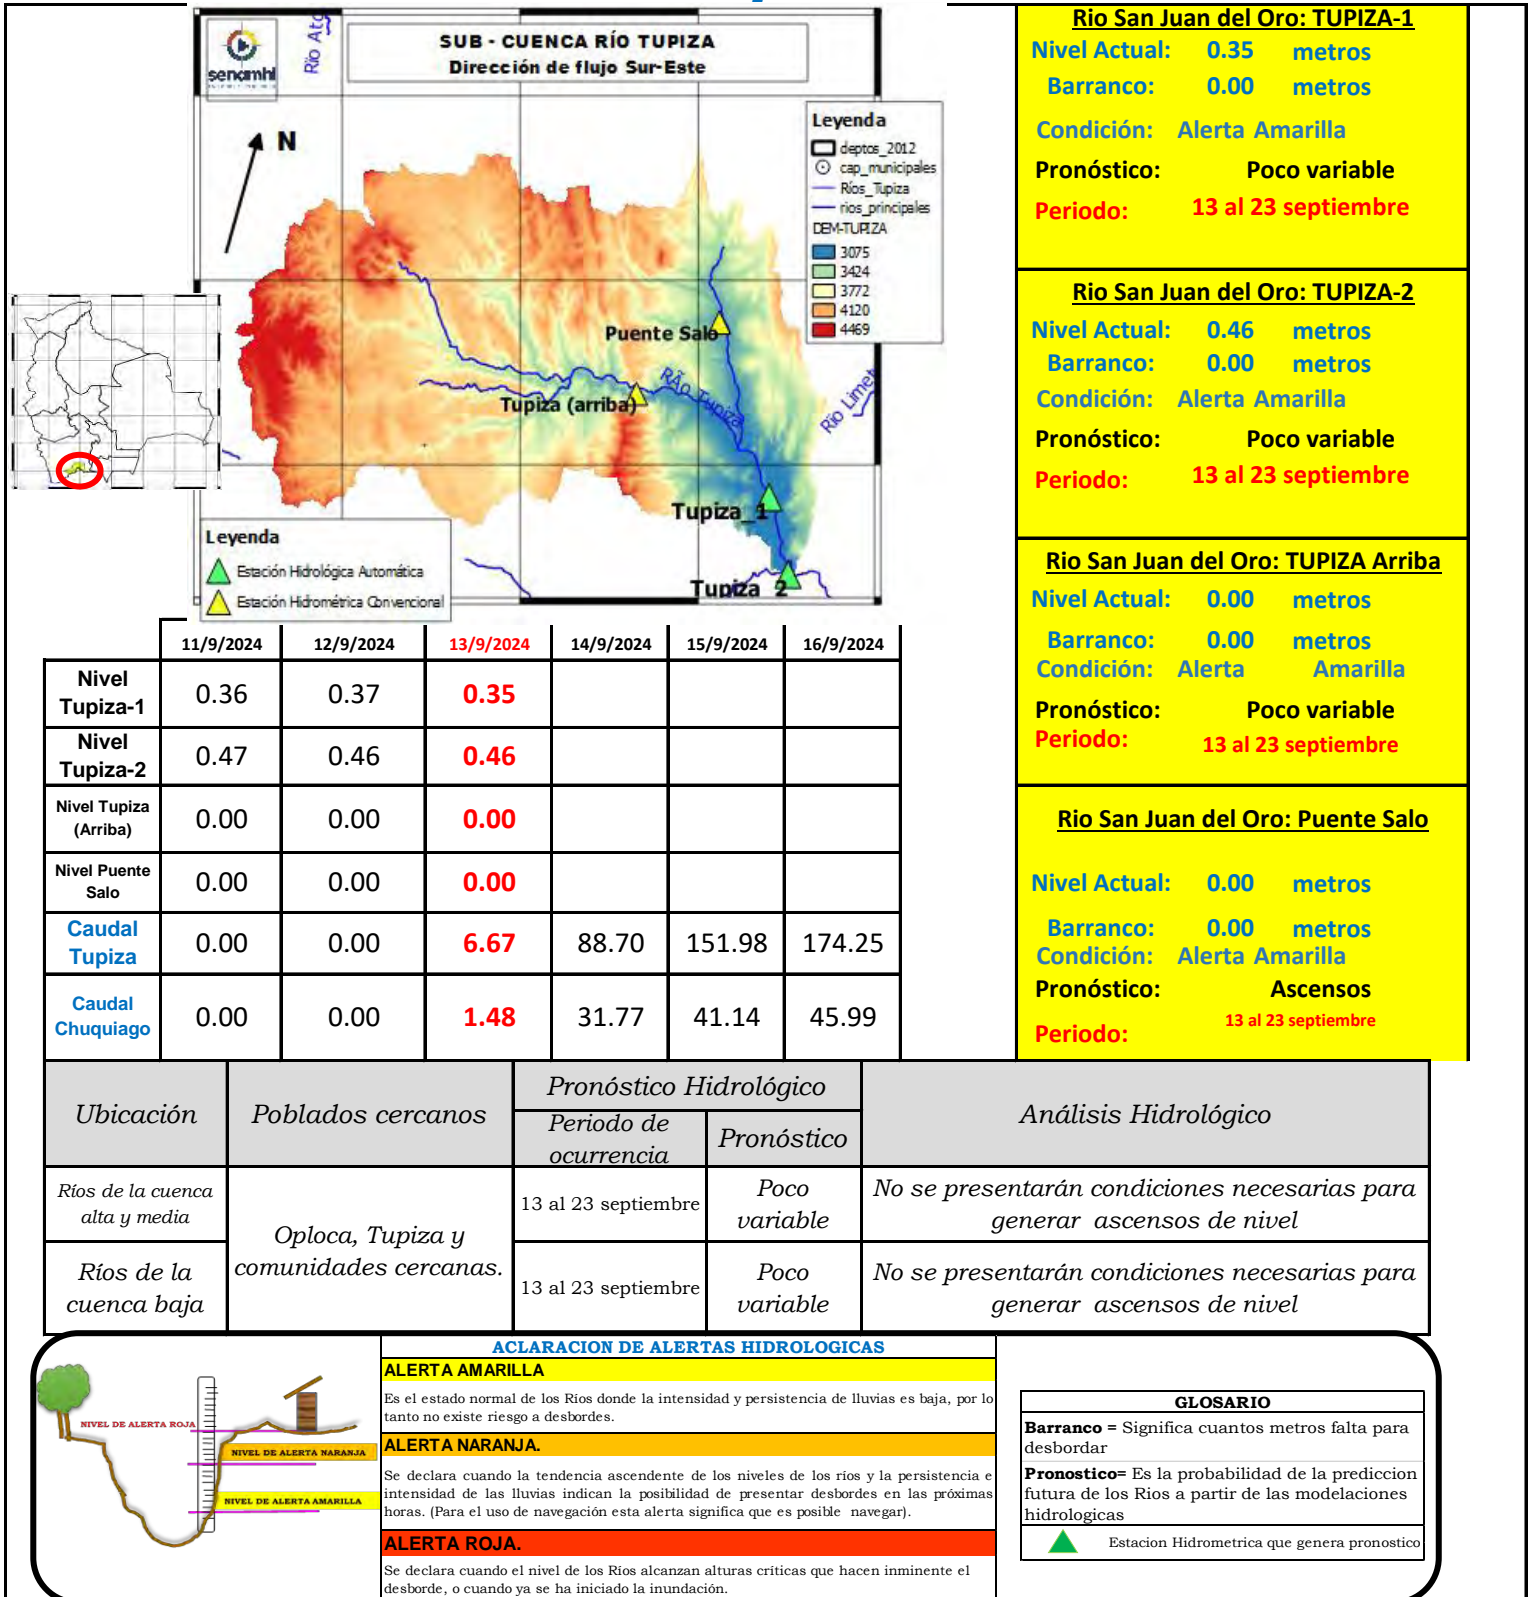 SUB - CUENCA RÍO TUPIZA
Dirección de flujo Sur-Este
senamhi
Río Ato
N
Leyenda
deptos_2012
cap_municipales
Ríos_Tupiza
rios_principales
DEM-TUPIZA
3075
3424
3772
4120
4469
Puente Salo
RÃo Tupiza
Tupiza (arriba)
Río Limet
Tupiza_1
Tupiza_2
Leyenda
Estación Hidrológica Automática
Estación Hidrométrica Convencional
Rio San Juan del Oro: TUPIZA-1
Nivel Actual: 0.35 metros
Barranco: 0.00 metros
Condición: Alerta Amarilla
Pronóstico: Poco variable
Periodo: 13 al 23 septiembre
Rio San Juan del Oro: TUPIZA-2
Nivel Actual: 0.46 metros
Barranco: 0.00 metros
Condición: Alerta Amarilla
Pronóstico: Poco variable
Periodo: 13 al 23 septiembre
Rio San Juan del Oro: TUPIZA Arriba
Nivel Actual: 0.00 metros
Barranco: 0.00 metros
Condición: Alerta Amarilla
Pronóstico: Poco variable
Periodo: 13 al 23 septiembre
Rio San Juan del Oro: Puente Salo
Nivel Actual: 0.00 metros
Barranco: 0.00 metros
Condición: Alerta Amarilla
Pronóstico: Ascensos
Periodo: 13 al 23 septiembre
11/9/2024 12/9/2024 13/9/2024 14/9/2024 15/9/2024 16/9/2024
Nivel Tupiza-1 0.36 0.37 0.35
Nivel Tupiza-2 0.47 0.46 0.46
Nivel Tupiza (Arriba) 0.00 0.00 0.00
Nivel Puente Salo 0.00 0.00 0.00
Caudal Tupiza 0.00 0.00 6.67 88.70 151.98 174.25
Caudal Chuquiago 0.00 0.00 1.48 31.77 41.14 45.99
Ubicación Poblados cercanos Pronóstico Hidrológico Análisis Hidrológico
Periodo de ocurrencia Pronóstico
Ríos de la cuenca alta y media
Oploca, Tupiza y comunidades cercanas.
13 al 23 septiembre
Poco variable
No se presentarán condiciones necesarias para
generar ascensos de nivel
Ríos de la cuenca baja
13 al 23 septiembre
Poco variable
No se presentarán condiciones necesarias para
generar ascensos de nivel
NIVEL DE ALERTA ROJA
NIVEL DE ALERTA NARANJA
NIVEL DE ALERTA AMARILLA
ACLARACION DE ALERTAS HIDROLOGICAS
ALERTA AMARILLA
Es el estado normal de los Ríos donde la intensidad y persistencia de lluvias es baja, por lo
tanto no existe riesgo a desbordes.
ALERTA NARANJA.
Se declara cuando la tendencia ascendente de los niveles de los ríos y la persistencia e
intensidad de las lluvias indican la posibilidad de presentar desbordes en las próximas
horas. (Para el uso de navegación esta alerta significa que es posible navegar).
ALERTA ROJA.
Se declara cuando el nivel de los Ríos alcanzan alturas críticas que hacen inminente el
desborde, o cuando ya se ha iniciado la inundación.
GLOSARIO
Barranco = Significa cuantos metros falta para
desbordar
Pronostico= Es la probabilidad de la prediccion
futura de los Rios a partir de las modelaciones
hidrologicas
Estacion Hidrometrica que genera pronostico